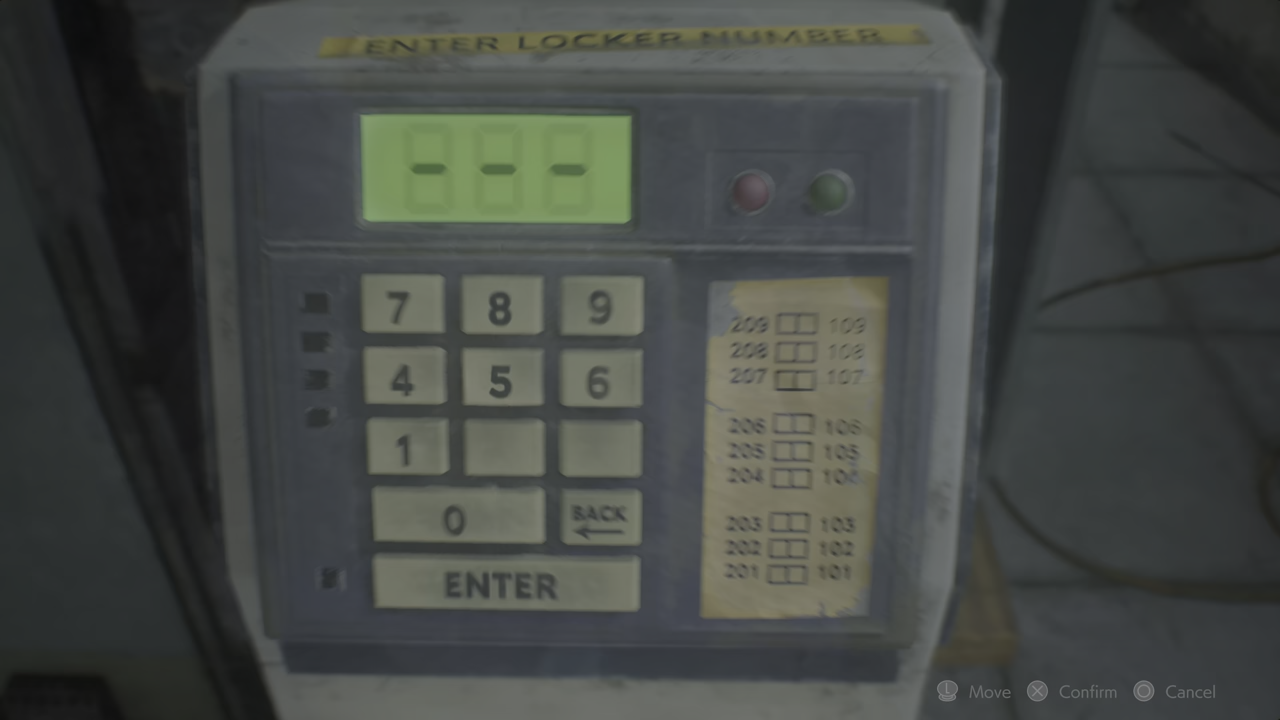 ENTER LOCKER NUMBER
- - -
7 8 9
4 5 6
1
0 BACK
ENTER
209 109
208 108
207 107
206 106
205 105
204 104
203 103
202 102
201 101
L Move Confirm Cancel